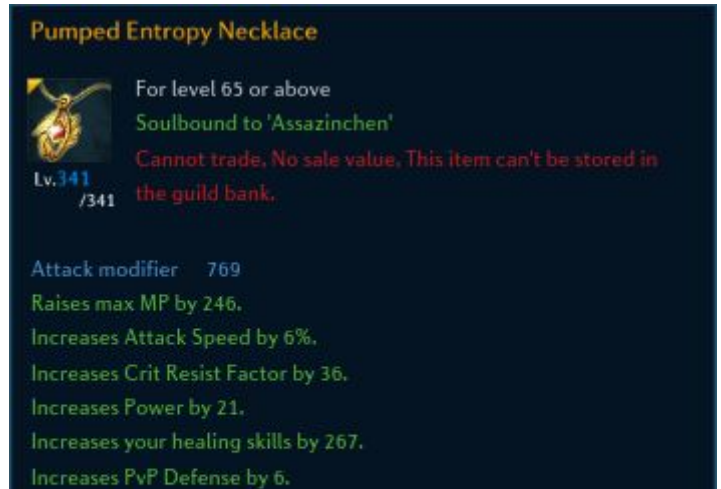 Pumped Entropy Necklace
For level 65 or above
Soulbound to 'Assazinchen'
Cannot trade, No sale value, This item can't be stored in
the guild bank.
Lv.341
/341
Attack modifier 769
Raises max MP by 246.
Increases Attack Speed by 6%.
Increases Crit Resist Factor by 36.
Increases Power by 21.
Increases your healing skills by 267.
Increases PvP Defense by 6.